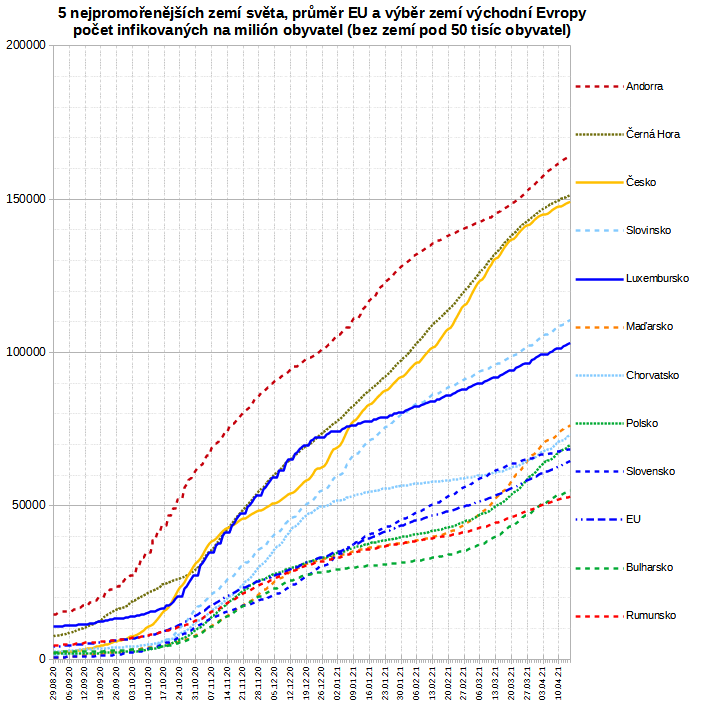 5 nejpromořenějších zemí světa, průměr EU a výběr zemí východní Evropy
počet infikovaných na milión obyvatel (bez zemí pod 50 tisíc obyvatel)
200000
150000
100000
50000
0
Andorra
Černá Hora
Česko
Slovinsko
Luxembursko
Maďarsko
Chorvatsko
Polsko
Slovensko
EU
Bulharsko
Rumunsko
29.08.20
05.09.20
12.09.20
19.09.20
26.09.20
03.10.20
10.10.20
17.10.20
24.10.20
31.10.20
07.11.20
14.11.20
21.11.20
28.11.20
05.12.20
12.12.20
19.12.20
26.12.20
02.01.21
09.01.21
16.01.21
23.01.21
30.01.21
06.02.21
13.02.21
20.02.21
27.02.21
06.03.21
13.03.21
20.03.21
27.03.21
03.04.21
10.04.21